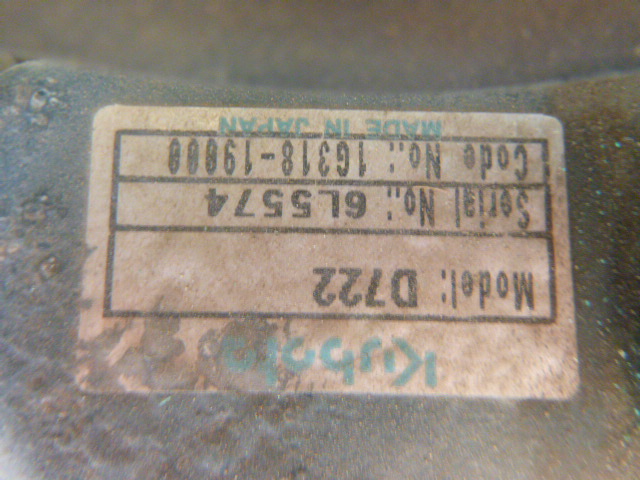 Kubota
Model: D722
Serial No.: 6L5574
Code No.: 1G318-19000
MADE IN JAPAN